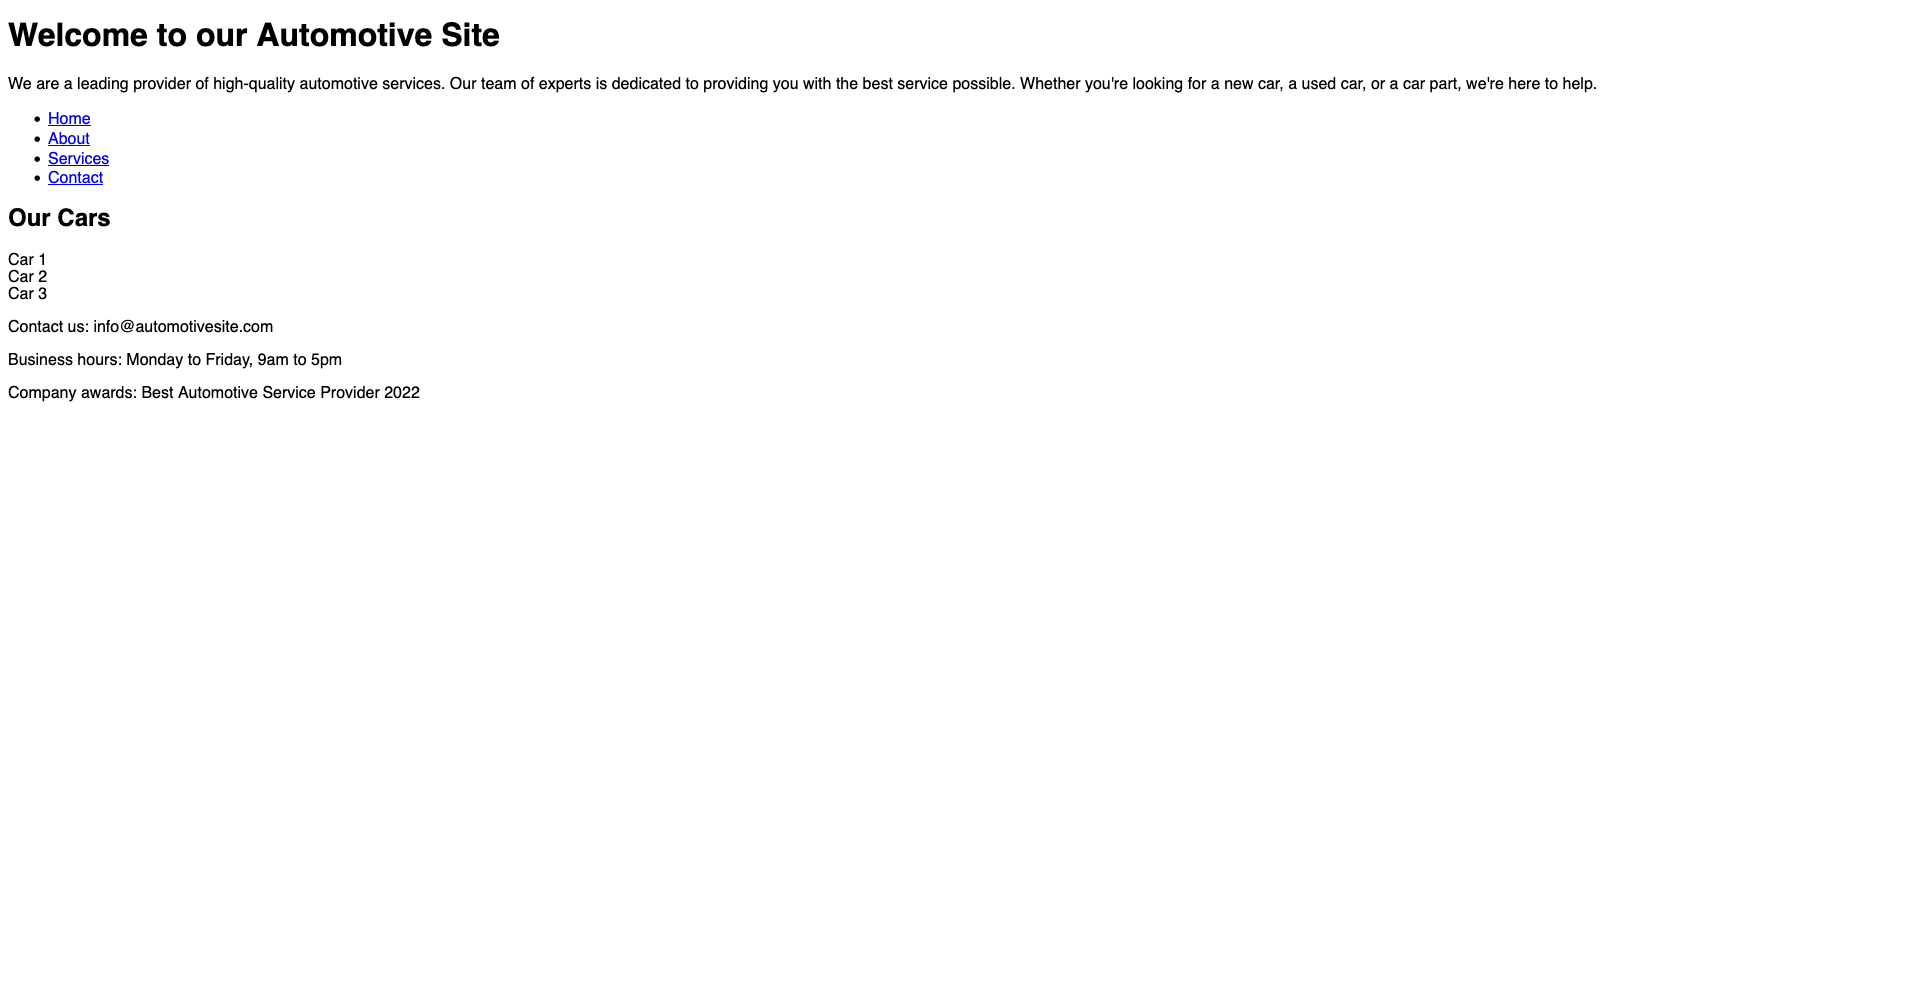 Welcome to our Automotive Site
We are a leading provider of high-quality automotive services. Our team of experts is dedicated to providing you with the best service possible. Whether you're looking for a new car, a used car, or a car part, we're here to help.
Home
About
Services
Contact
Our Cars
Car 1
Car 2
Car 3
Contact us: info@automotivesite.com
Business hours: Monday to Friday, 9am to 5pm
Company awards: Best Automotive Service Provider 2022